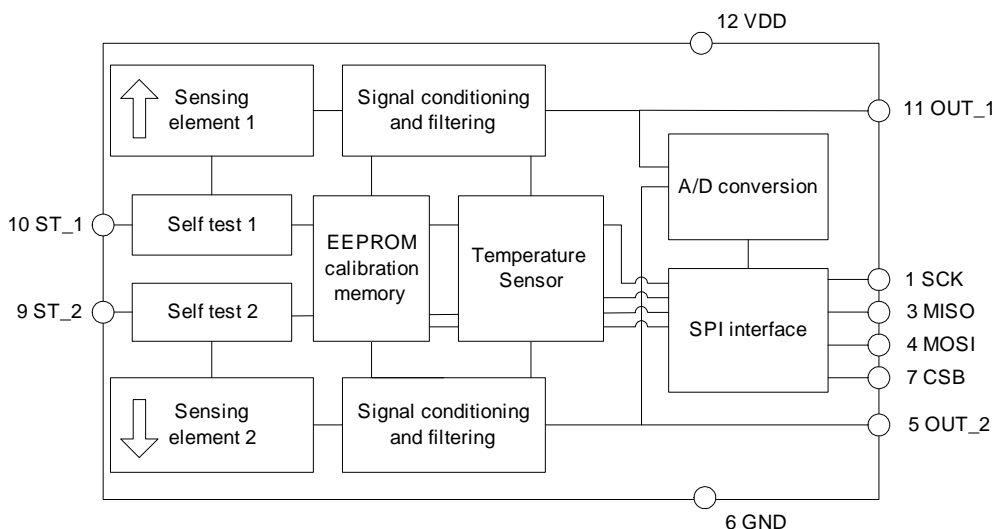 12 VDD
Sensing
element 1
Signal conditioning
and filtering
11 OUT_1
A/D conversion
10 ST_1
Self test 1
EEPROM
calibration
memory
Temperature
Sensor
9 ST_2
Self test 2
SPI interface
1 SCK
3 MISO
4 MOSI
7 CSB
Sensing
element 2
Signal conditioning
and filtering
5 OUT_2
6 GND